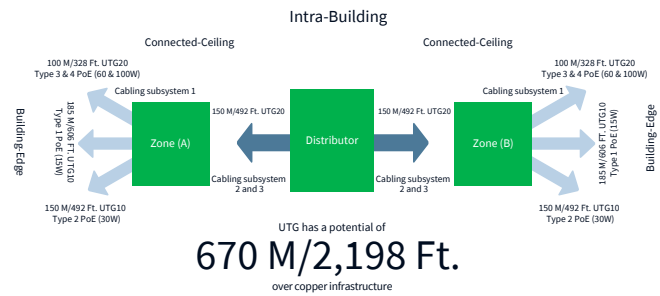 Intra-Building
Connected-Ceiling
Connected-Ceiling
100 M/328 Ft. UTG20
Type 3 & 4 PoE (60 & 100W)
100 M/328 Ft. UTG20
Type 3 & 4 PoE (60 & 100W)
Cabling subsystem 1
Cabling subsystem 1
Building-Edge
185 M/606 Ft. UTG10
Type 1 PoE (15W)
Zone (A)
150 M/492 Ft. UTG20
Distributor
150 M/492 Ft. UTG20
Zone (B)
185 M/606 Ft. UTG10
Type 1 PoE (15W)
Building-Edge
Cabling subsystem
2 and 3
Cabling subsystem
2 and 3
150 M/492 Ft. UTG10
Type 2 PoE (30W)
150 M/492 Ft. UTG10
Type 2 PoE (30W)
UTG has a potential of
670 M/2,198 Ft.
over copper infrastructure